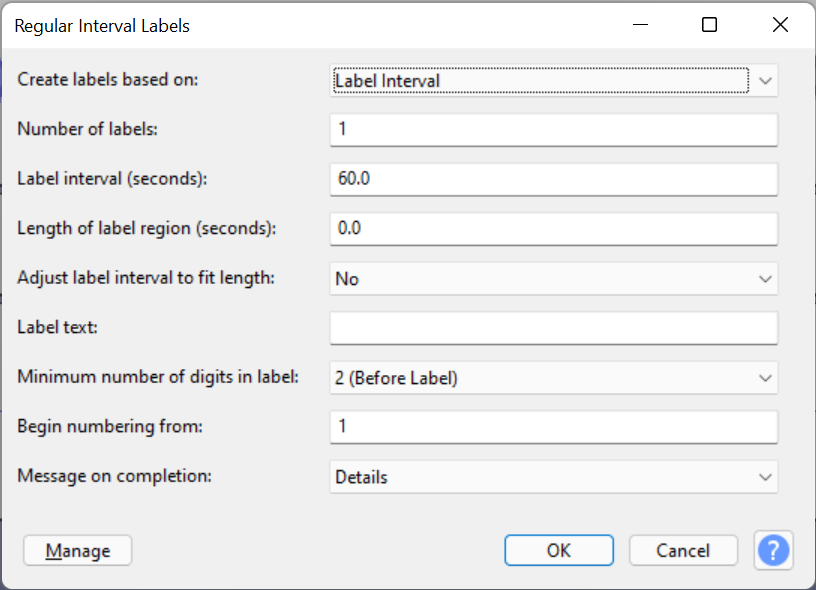 Regular Interval Labels
Create labels based on: Label Interval
Number of labels: 1
Label interval (seconds): 60.0
Length of label region (seconds): 0.0
Adjust label interval to fit length: No
Label text:
Minimum number of digits in label: 2 (Before Label)
Begin numbering from: 1
Message on completion: Details
Manage OK Cancel ?